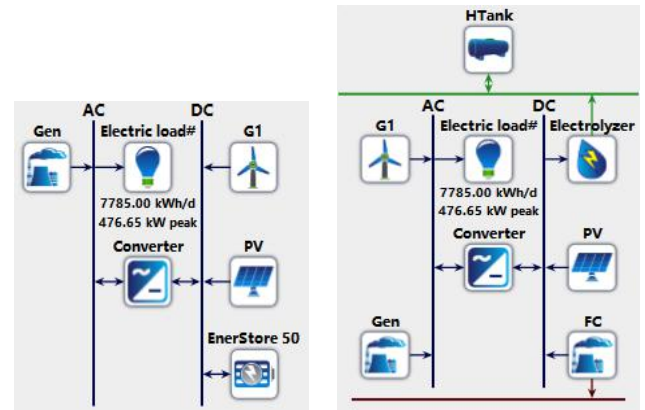 AC DC
Gen Electric load# G1
7785.00 kWh/d
476.65 kW peak
Converter PV
EnerStore 50
HTank
AC DC
G1 Electric load# Electrolyzer
7785.00 kWh/d
476.65 kW peak
Converter PV
Gen FC